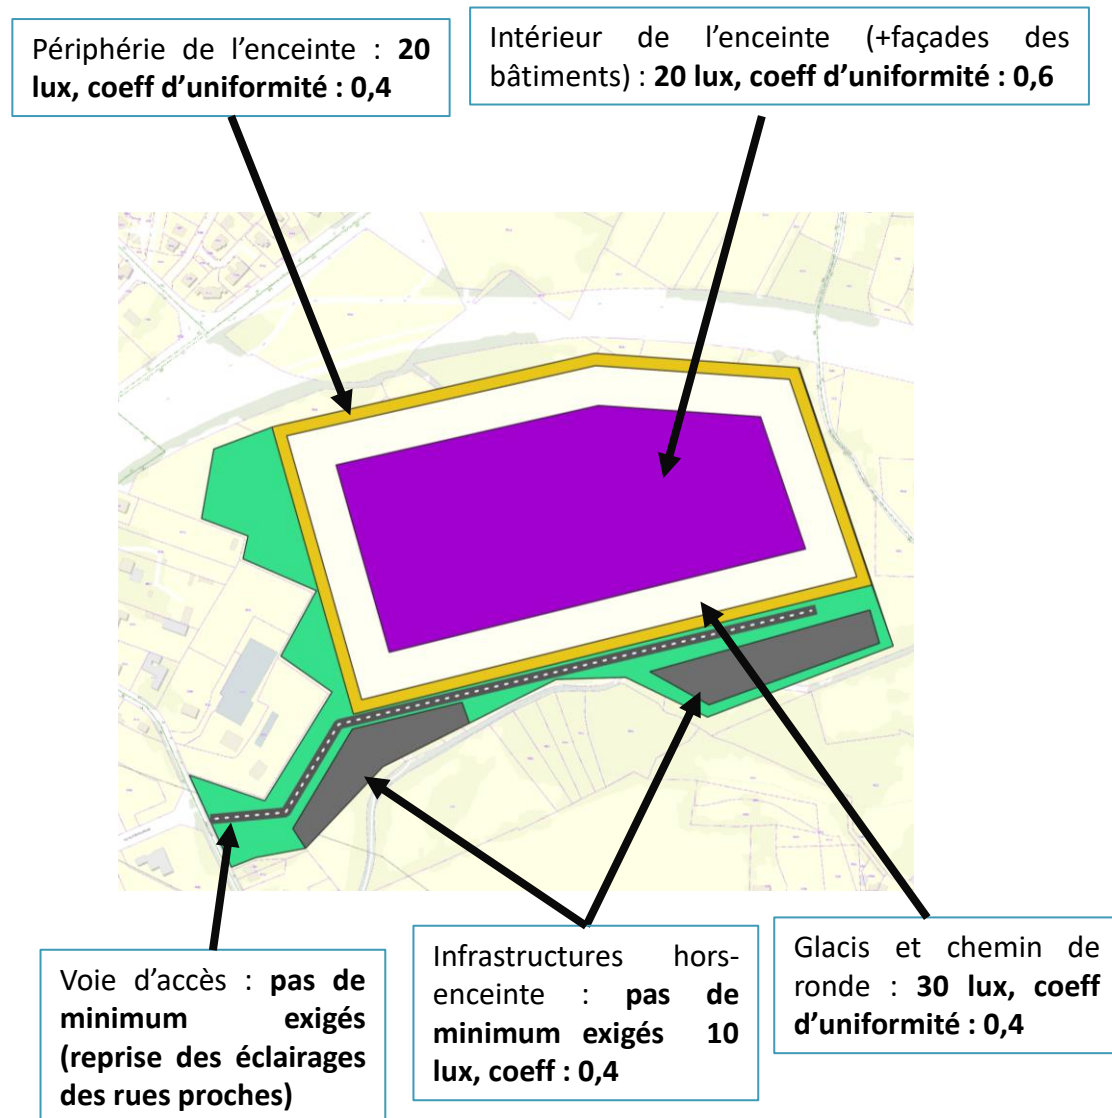 Périphérie de l’enceinte : 20
lux, coeff d’uniformité : 0,4
Intérieur de l’enceinte (+façades des
bâtiments) : 20 lux, coeff d’uniformité : 0,6
Voie d’accès : pas de
minimum exigés
(reprise des éclairages
des rues proches)
Infrastructures hors-
enceinte : pas de
minimum exigés 10
lux, coeff : 0,4
Glacis et chemin de
ronde : 30 lux, coeff
d’uniformité : 0,4